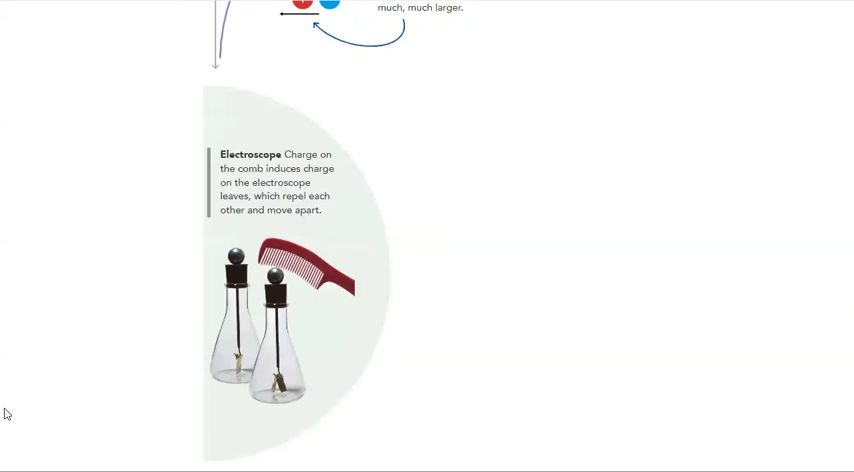 much, much larger.
Electroscope Charge on
the comb induces charge
on the electroscope
leaves, which repel each
other and move apart.